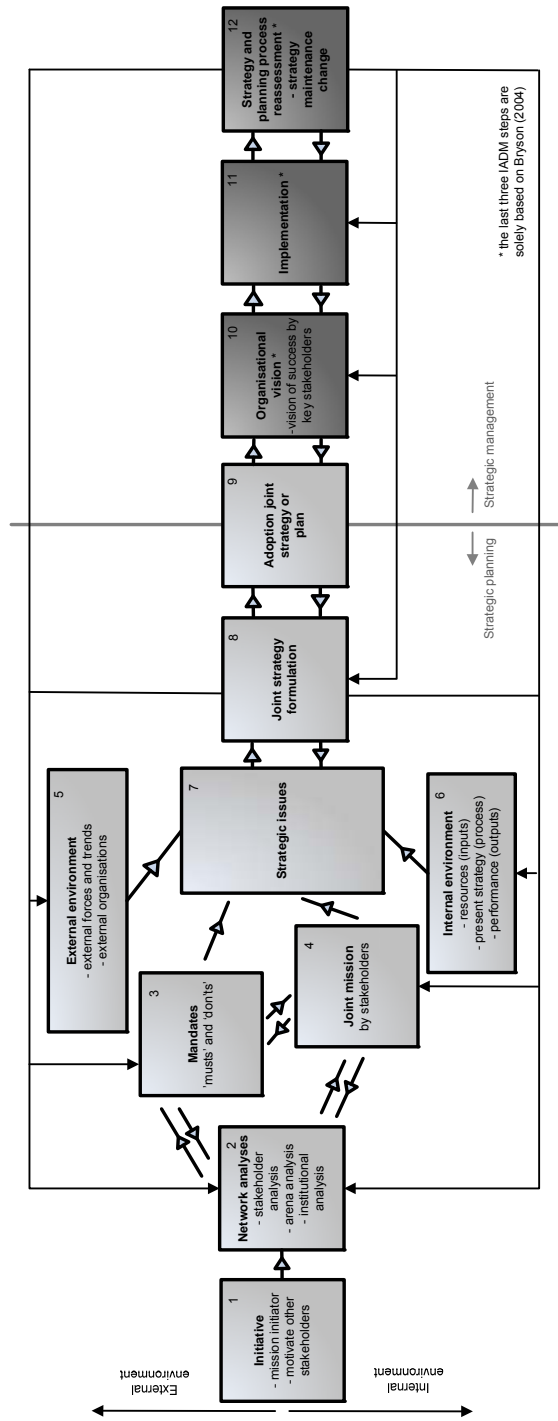 External
environment
Internal
environment
1
Initiative
- mission initiator
- motivate other
stakeholders
2
Network analyses
- stakeholder
analysis
- arena analysis
- institutional
analysis
3
Mandates
'musts' and 'don'ts'
4
Joint mission
by stakeholders
5
External environment
- external forces and trends
- external organisations
6
Internal environment
- resources (inputs)
- present strategy (process)
- performance (outputs)
7
Strategic issues
8
Joint strategy
formulation
9
Adoption joint
strategy or
plan
10
Organisational
vision *
-vision of success by
key stakeholders
11
Implementation *
12
Strategy and
planning process
reassessment *
- strategy
maintenance
change
Strategic planning
Strategic management
* the last three IADM steps are
solely based on Bryson (2004)